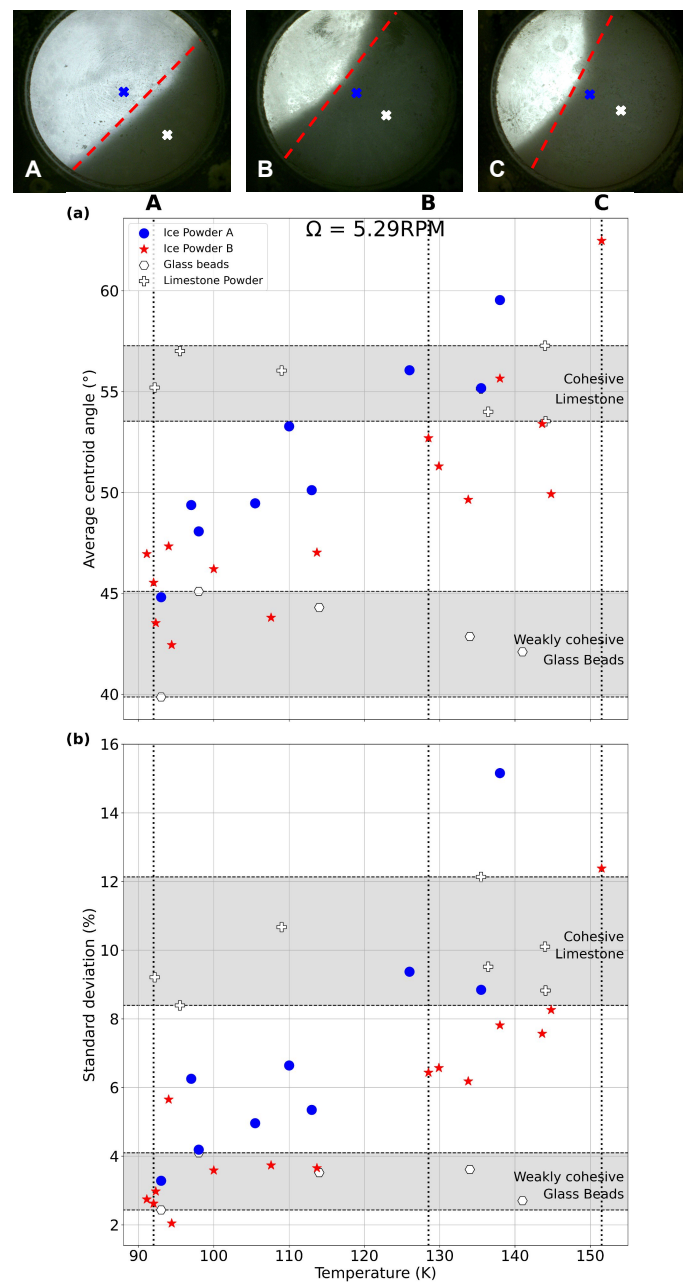 A
B
C
A
B
C
(a)
Ω = 5.29RPM
Ice Powder A
Ice Powder B
Glass beads
Limestone Powder
60
55
50
45
40
Average centroid angle (°)
Cohesive
Limestone
Weakly cohesive
Glass Beads
(b)
16
14
12
10
8
6
4
2
Standard deviation (%)
Cohesive
Limestone
Weakly cohesive
Glass Beads
90
100
110
120
130
140
150
Temperature (K)